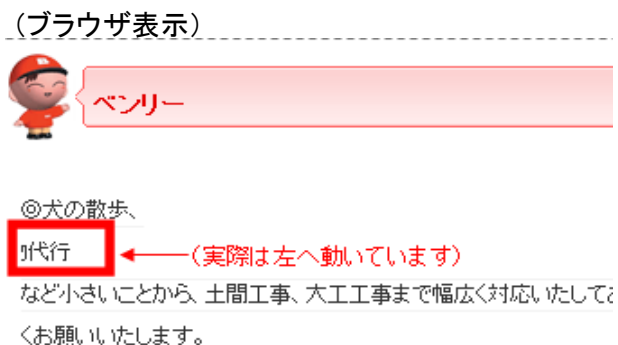 （ブラウザ表示）
ベンリー
◎犬の散歩、
代行
（実際は左へ動いています）
など小さいことから、土間工事、大工工事まで幅広く対応いたして
くお願いいたします。